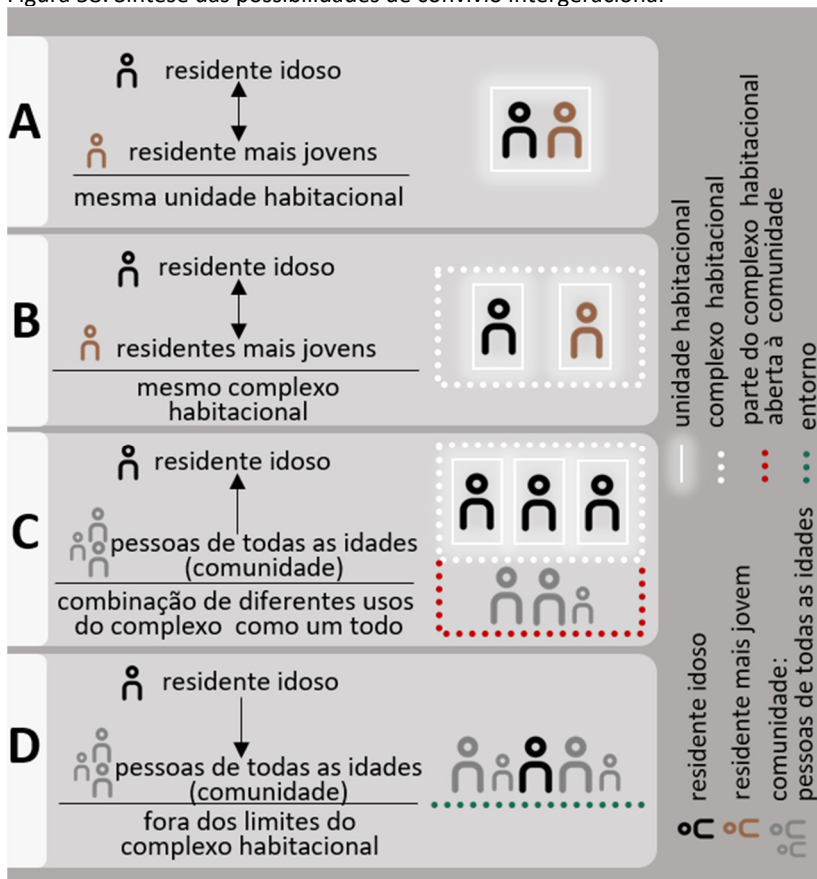 Figura Síntese das possibilidades de convívio intergeracional
A
residente idoso
residente mais jovens
mesma unidade habitacional
B
residente idoso
residentes mais jovens
mesmo complexo
habitacional
C
residente idoso
pessoas de todas as idades
(comunidade)
combinação de diferentes usos
do complexo como um todo
D
residente idoso
pessoas de todas as idades
(comunidade)
fora dos limites do
complexo habitacional
unidade habitacional
complexo habitacional
parte do complexo habitacional
aberta à comunidade
entorno
residente idoso
residente mais jovem
comunidade:
pessoas de todas as idades